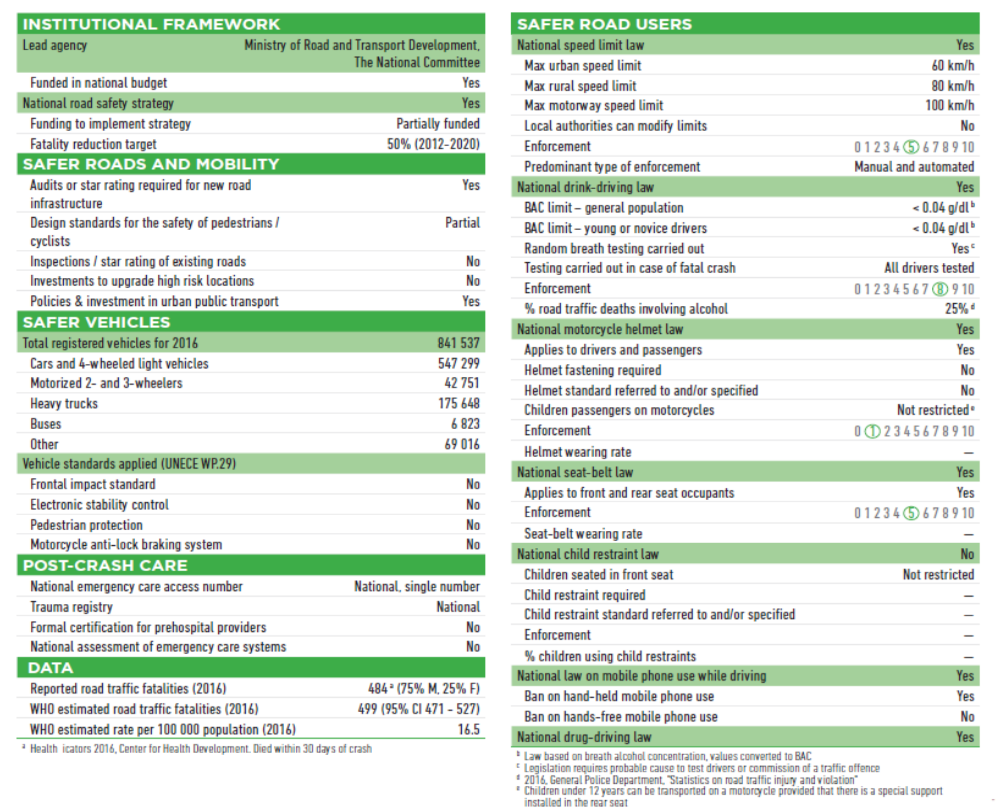 INSTITUTIONAL FRAMEWORK
Lead agency Ministry of Road and Transport Development,
The National Committee
Funded in national budget Yes
National road safety strategy Yes
Funding to implement strategy Partially funded
Fatality reduction target 50% (2012-2020)
SAFER ROADS AND MOBILITY
Audits or star rating required for new road Yes
infrastructure
Design standards for the safety of pedestrians / Partial
cyclists
Inspections / star rating of existing roads No
Investments to upgrade high risk locations No
Policies & investment in urban public transport Yes
SAFER VEHICLES
Total registered vehicles for 2016 841 537
Cars and 4-wheeled light vehicles 547 299
Motorized 2- and 3-wheelers 42 751
Heavy trucks 175 648
Buses 6 823
Other 69 016
Vehicle standards applied (UNECE WP.29)
Frontal impact standard No
Electronic stability control No
Pedestrian protection No
Motorcycle anti-lock braking system No
POST-CRASH CARE
National emergency care access number National, single number
Trauma registry National
Formal certification for prehospital providers No
National assessment of emergency care systems No
DATA
Reported road traffic fatalities (2016) 484 ᵃ (75% M, 25% F)
WHO estimated road traffic fatalities (2016) 499 (95% CI 471 - 527)
WHO estimated rate per 100 000 population (2016) 16.5
ᵃ Health icators 2016, Center for Health Development. Died within 30 days of crash
SAFER ROAD USERS
National speed limit law Yes
Max urban speed limit 60 km/h
Max rural speed limit 80 km/h
Max motorway speed limit 100 km/h
Local authorities can modify limits No
Enforcement 0 1 2 3 4 5 6 7 8 9 10
Predominant type of enforcement Manual and automated
National drink-driving law Yes
BAC limit – general population < 0.04 g/dl ᵇ
BAC limit – young or novice drivers < 0.04 g/dl ᵇ
Random breath testing carried out Yes ᶜ
Testing carried out in case of fatal crash All drivers tested
Enforcement 0 1 2 3 4 5 6 7 8 9 10
% road traffic deaths involving alcohol 25% ᵈ
National motorcycle helmet law Yes
Applies to drivers and passengers Yes
Helmet fastening required No
Helmet standard referred to and/or specified No
Children passengers on motorcycles Not restricted ᵉ
Enforcement 0 1 2 3 4 5 6 7 8 9 10
Helmet wearing rate —
National seat-belt law Yes
Applies to front and rear seat occupants Yes
Enforcement 0 1 2 3 4 5 6 7 8 9 10
Seat-belt wearing rate —
National child restraint law No
Children seated in front seat Not restricted
Child restraint required —
Child restraint standard referred to and/or specified —
Enforcement —
% children using child restraints —
National law on mobile phone use while driving Yes
Ban on hand-held mobile phone use Yes
Ban on hands-free mobile phone use No
National drug-driving law Yes
ᵇ Law based on breath alcohol concentration, values converted to BAC
ᶜ Legislation requires probable cause to test drivers or commission of a traffic offence
ᵈ 2016, General Police Department, "Statistics on road traffic injury and violation"
ᵉ Children under 12 years can be transported on a motorcycle provided that there is a special support
installed in the rear seat